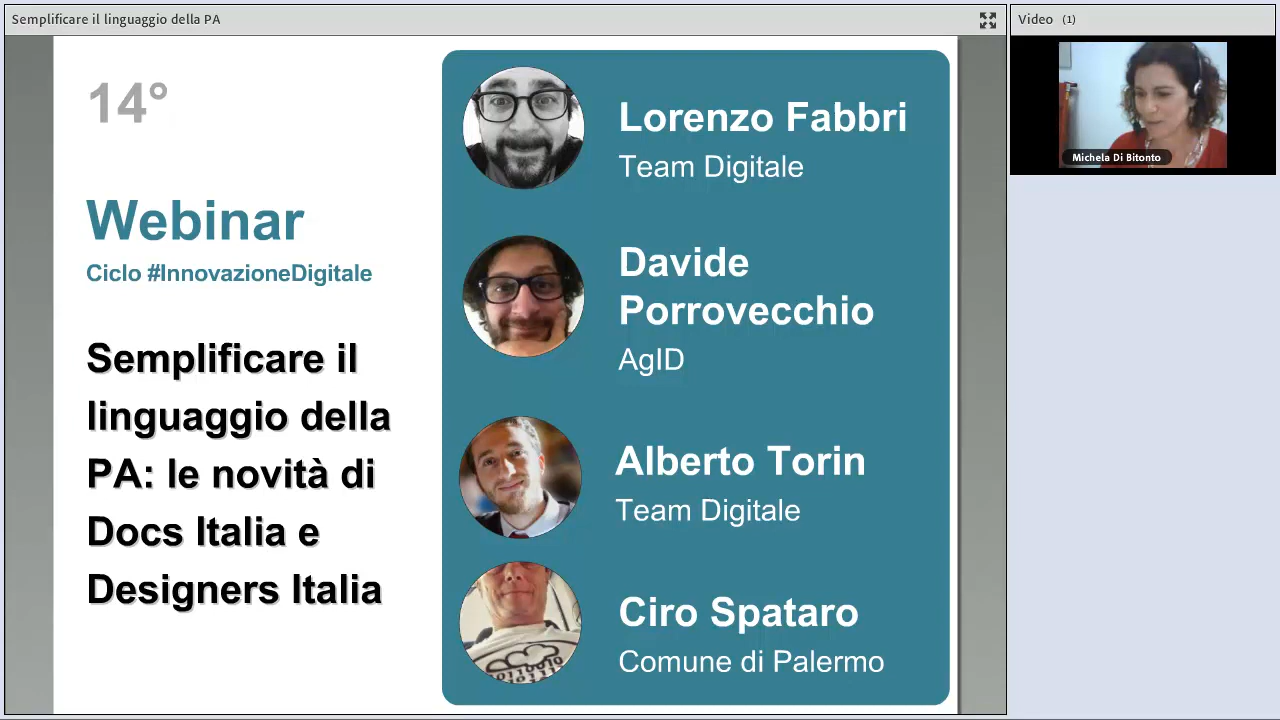 Semplificare il linguaggio della PA
14°
Webinar
Ciclo #InnovazioneDigitale
Semplificare il
linguaggio della
PA: le novità di
Docs Italia e
Designers Italia
Lorenzo Fabbri
Team Digitale
Davide
Porrovecchio
AgID
Alberto Torin
Team Digitale
Ciro Spataro
Comune di Palermo
Video (1)
Michela Di Bitonto